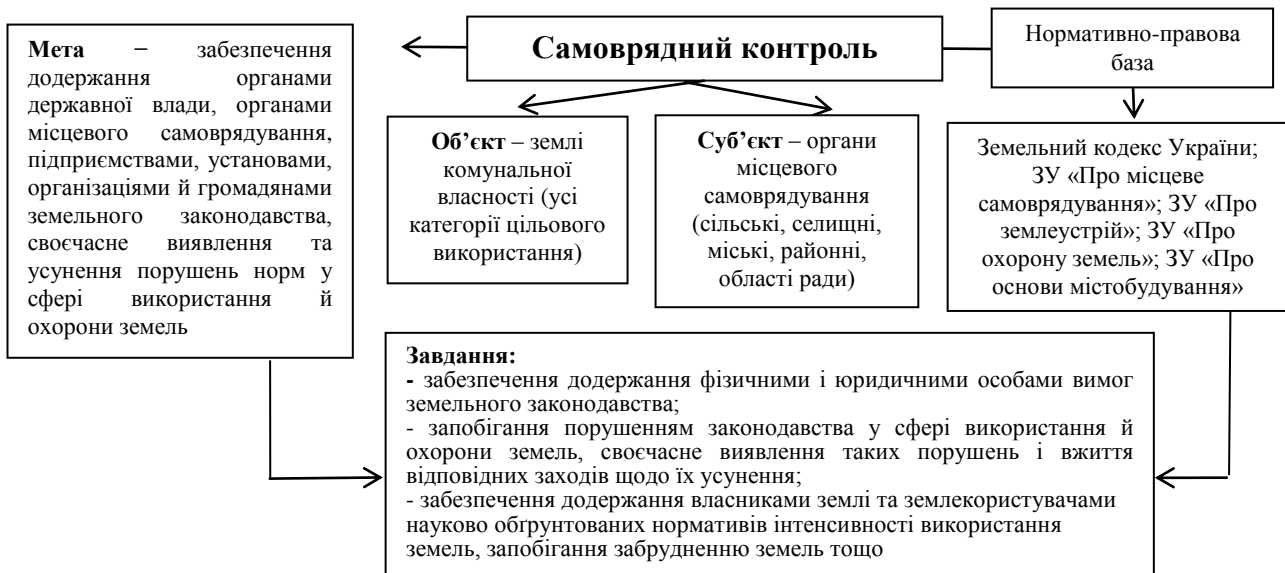 Самоврядний контроль
Нормативно-правова
база
Мета – забезпечення
додержання органами
державної влади, органами
місцевого самоврядування,
підприємствами, установами,
організаціями й громадянами
земельного законодавства,
своєчасне виявлення та
усунення порушень норм у
сфері використання й
охорони земель
Об’єкт – землі
комунальної
власності (усі
категорії цільового
використання)
Суб’єкт – органи
місцевого
самоврядування
(сільські, селищні,
міські, районні,
області ради)
Земельний кодекс України;
ЗУ «Про місцеве
самоврядування»; ЗУ «Про
землеустрій»; ЗУ «Про
охорону земель»; ЗУ «Про
основи містобудування»
Завдання:
- забезпечення додержання фізичними і юридичними особами вимог
земельного законодавства;
- запобігання порушенням законодавства у сфері використання й
охорони земель, своєчасне виявлення таких порушень і вжиття
відповідних заходів щодо їх усунення;
- забезпечення додержання власниками землі та землекористувачами
науково обґрунтованих нормативів інтенсивності використання
земель, запобігання забрудненню земель тощо